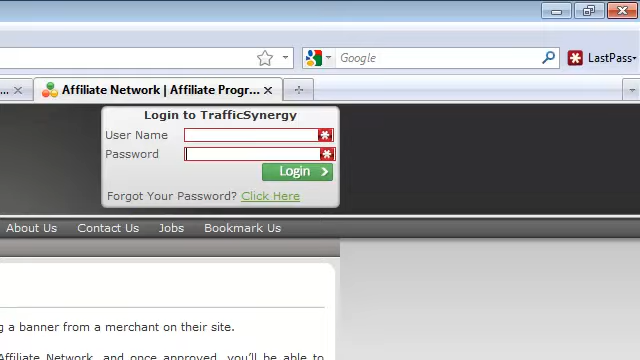 Google
LastPass
... Affiliate Network | Affiliate Progr...
Login to TrafficSynergy
User Name
Password
Login
Forgot Your Password? Click Here
About Us Contact Us Jobs Bookmark Us
g a banner from a merchant on their site.
Affiliate Network, and once approved, you'll be able to